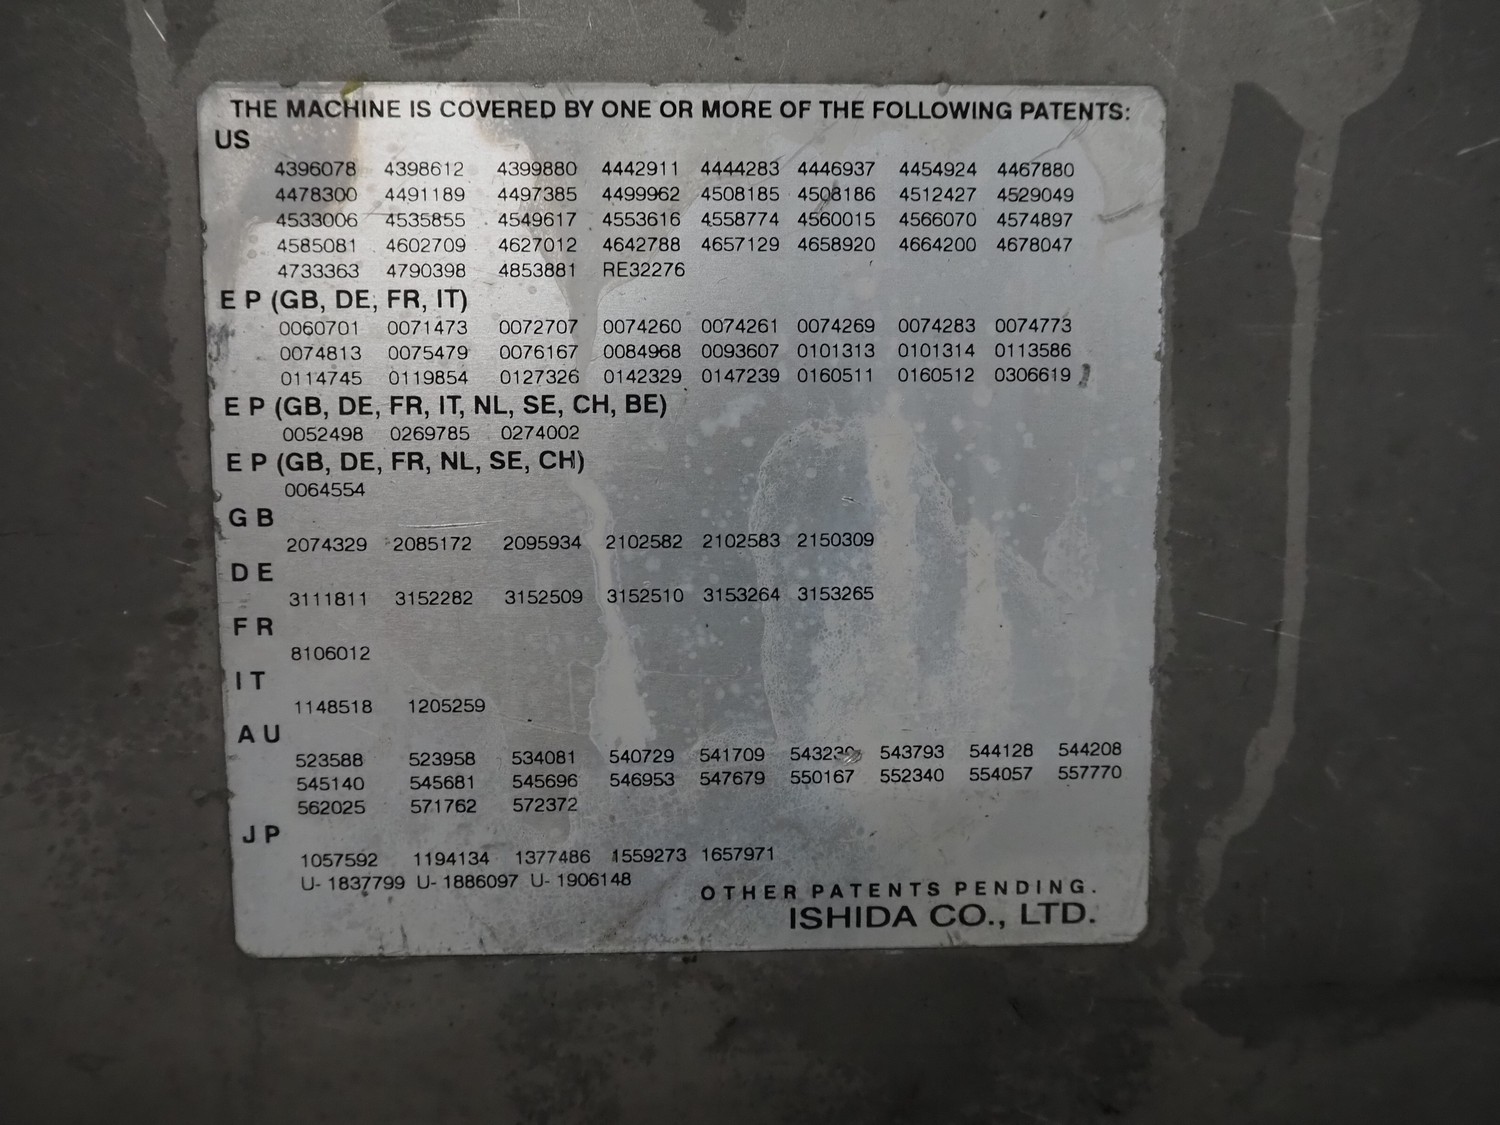 THE MACHINE IS COVERED BY ONE OR MORE OF THE FOLLOWING PATENTS:
US
4396078 4398612 4399880 4442911 4444283 4446937 4454924 4467880
4478300 4491189 4497385 4499962 4508185 4508186 4512427 4529049
4533006 4535855 4549617 4553616 4558774 4560015 4566070 4574897
4585081 4602709 4627012 4642788 4657129 4658920 4664200 4678047
4733363 4790398 4853881 RE32276
E P (GB, DE, FR, IT)
0060701 0071473 0072707 0074260 0074261 0074269 0074283 0074773
0074813 0075479 0076167 0084968 0093607 0101313 0101314 0113586
0114745 0119854 0127326 0142329 0147239 0160511 0160512 0306619
E P (GB, DE, FR, IT, NL, SE, CH, BE)
0052498 0269785 0274002
E P (GB, DE, FR, NL, SE, CH)
0064554
G B
2074329 2085172 2095934 2102582 2102583 2150309
D E
3111811 3152282 3152509 3152510 3153264 3153265
F R
8106012
I T
1148518 1205259
A U
523588 523958 534081 540729 541709 543793 544128 544208
545140 545681 545696 546953 547679 550167 552340 554057 557770
562025 571762 572372
J P
1057592 1194134 1377486 1559273 1657971
U- 1837799 U- 1886097 U- 1906148
OTHER PATENTS PENDING.
ISHIDA CO., LTD.